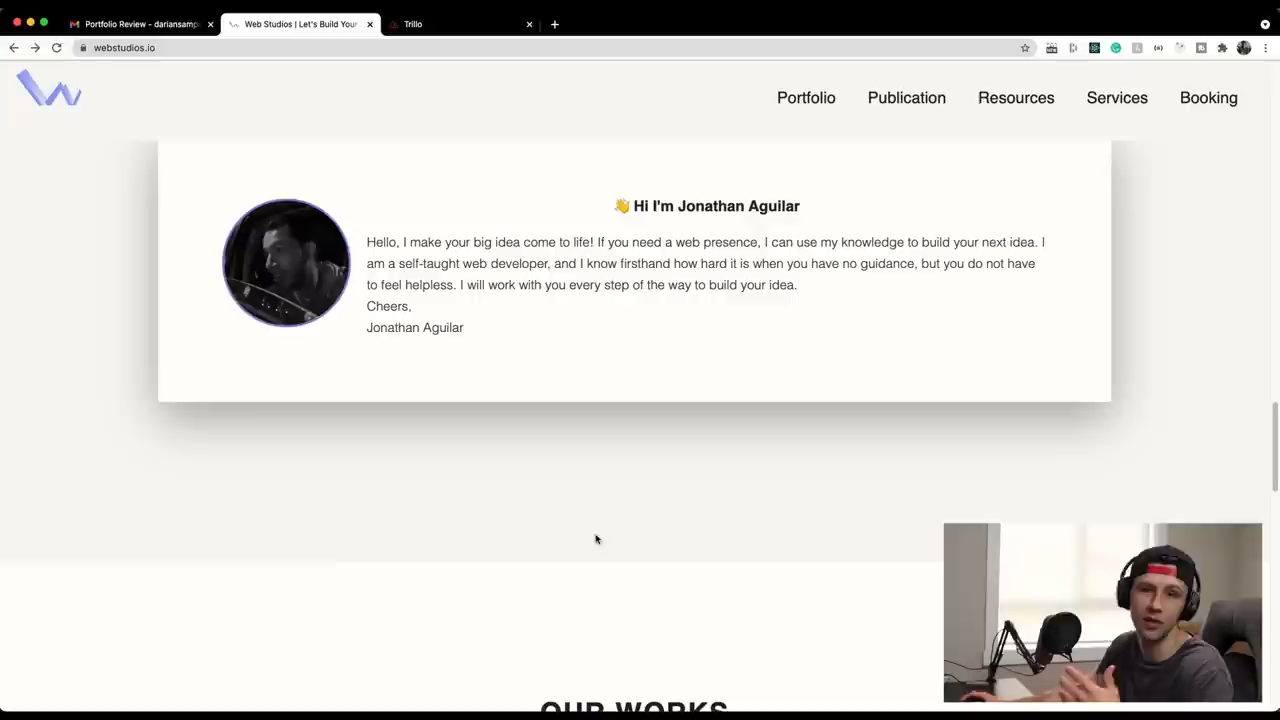 Portfolio Review - dariansamp
Web Studios | Let's Build Your
Trillo
webstudios.io
Portfolio
Publication
Resources
Services
Booking
👋 Hi I'm Jonathan Aguilar
Hello, I make your big idea come to life! If you need a web presence, I can use my knowledge to build your next idea. I
am a self-taught web developer, and I know firsthand how hard it is when you have no guidance, but you do not have
to feel helpless. I will work with you every step of the way to build your idea.
Cheers,
Jonathan Aguilar
OUR WORKS